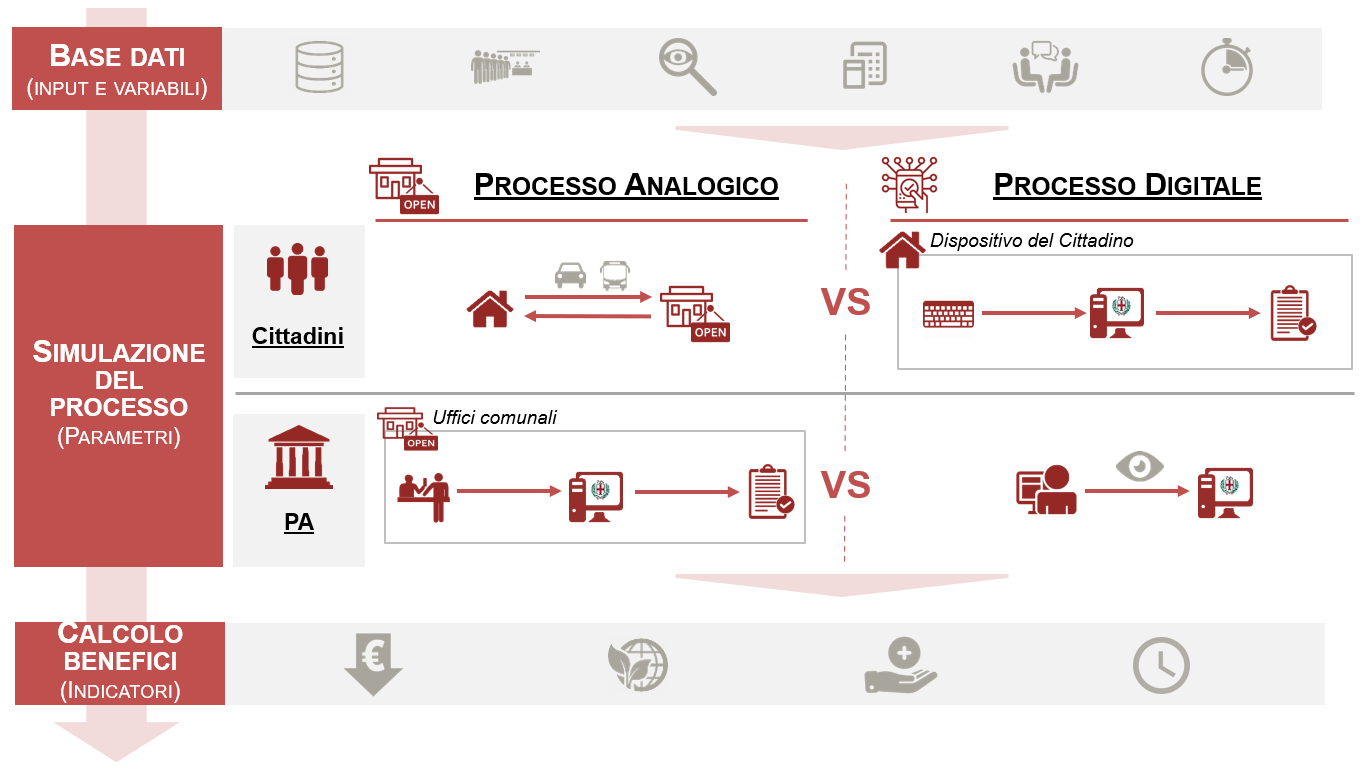 BASE DATI
(INPUT E VARIABILI)
PROCESSO ANALOGICO
PROCESSO DIGITALE
OPEN
Dispositivo del Cittadino
SIMULAZIONE
DEL
PROCESSO
(PARAMETRI)
Cittadini
OPEN
VS
Uffici comunali
OPEN
PA
VS
CALCOLO
BENEFICI
(INDICATORI)
€